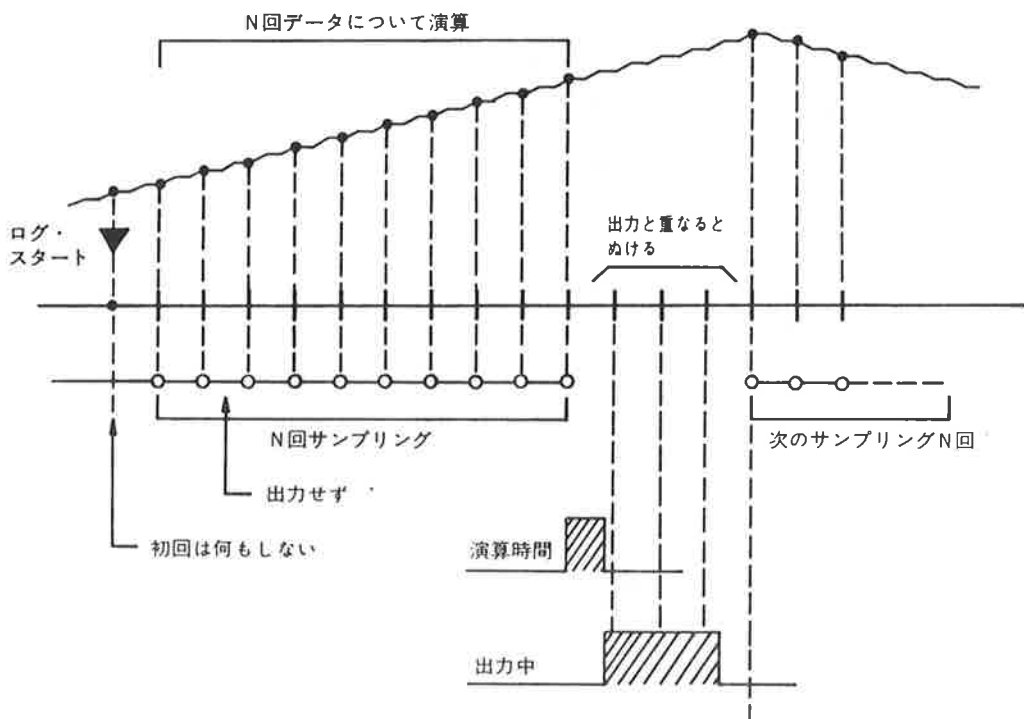 N回データについて演算
ログ・
スタート
出力と重なると
ぬける
N回サンプリング
次のサンプリングN回
出力せず
初回は何もしない
演算時間
出力中